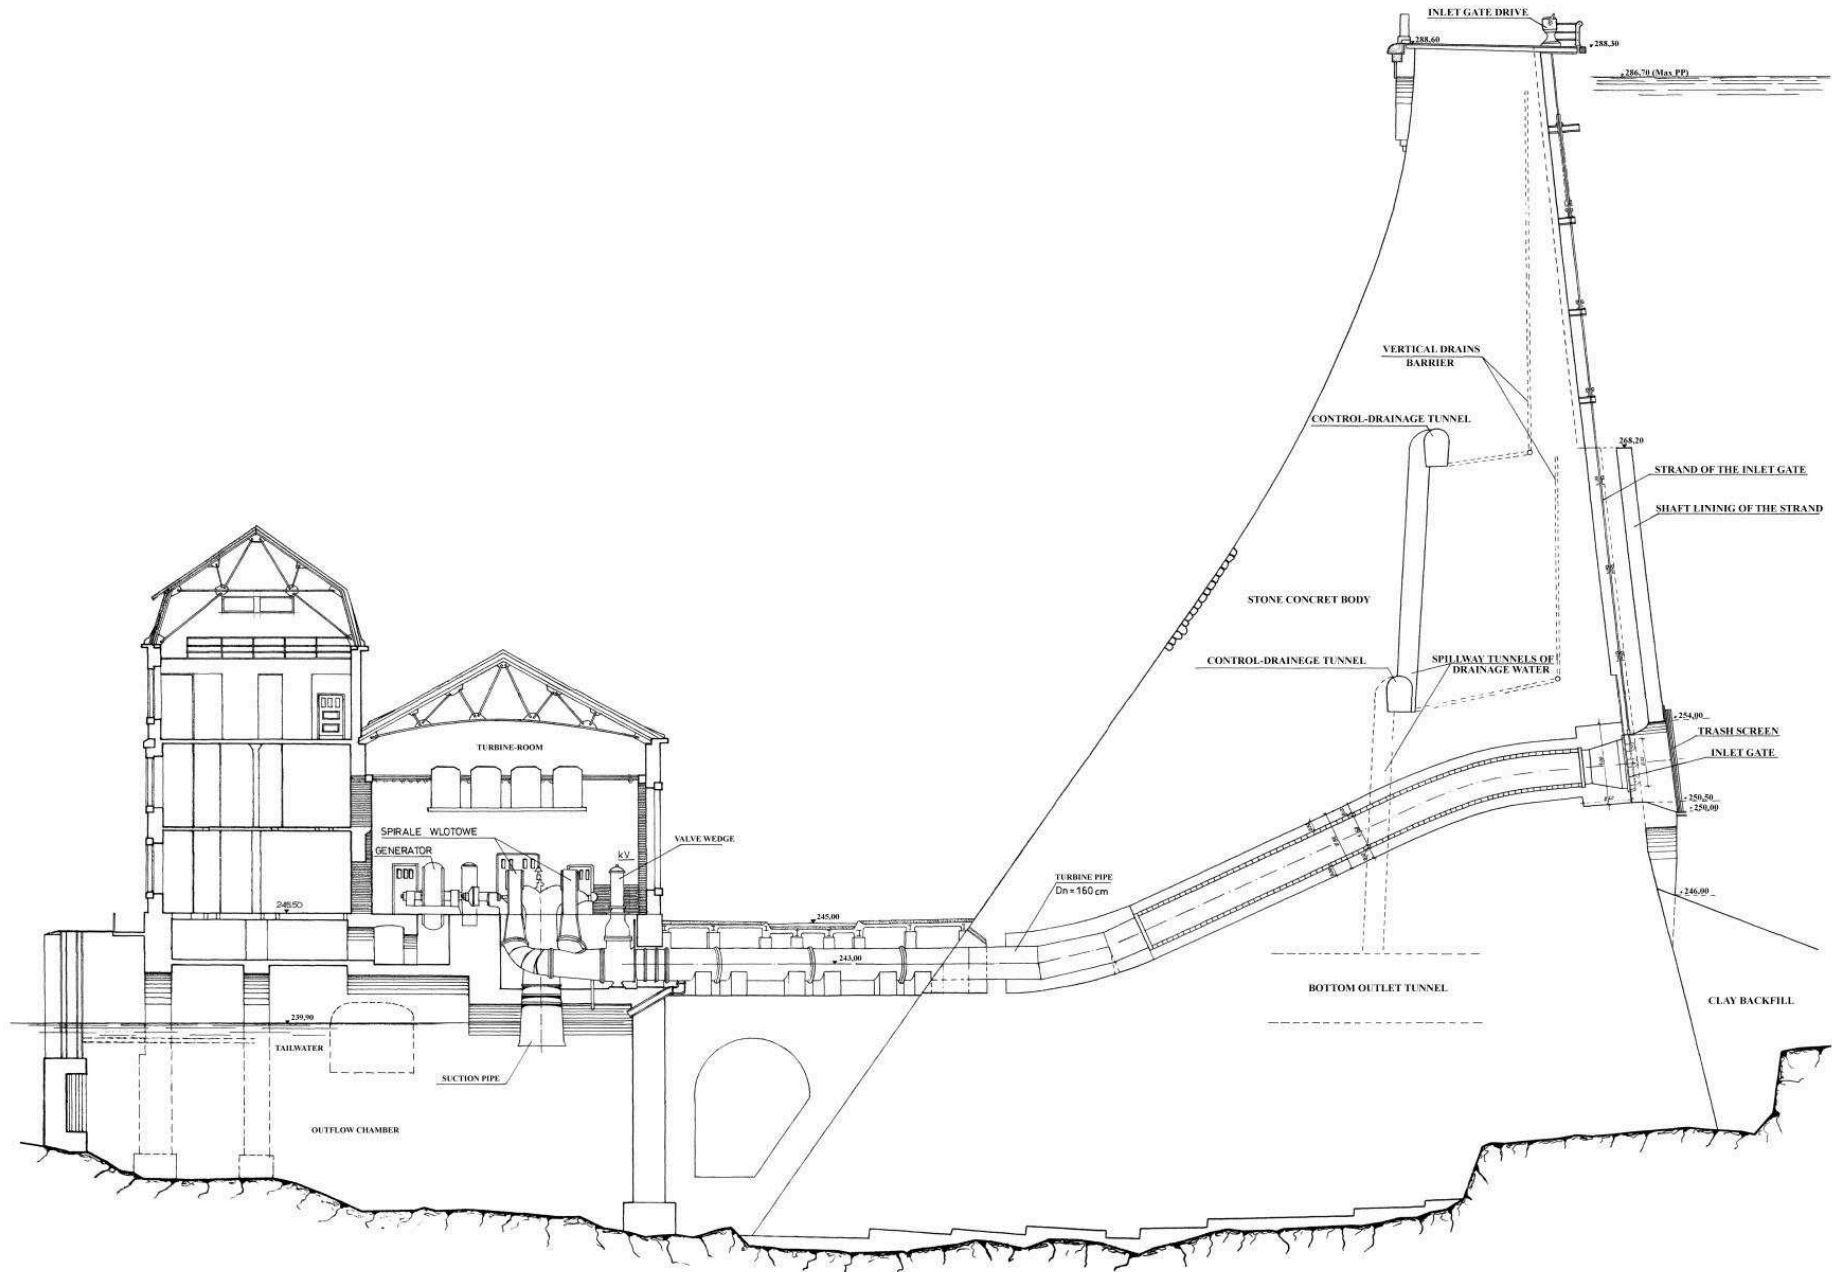 INLET GATE DRIVE
288,60
288,30
286,70 (Max PP)
VERTICAL DRAINS
BARRIER
CONTROL-DRAINAGE TUNNEL
268,20
STRAND OF THE INLET GATE
SHAFT LININIG OF THE STRAND
STONE CONCRET BODY
CONTROL-DRAINEGE TUNNEL
SPILLWAY TUNNELS OF
DRAINAGE WATER
254,00
TRASH SCREEN
INLET GATE
250,50
250,00
TURBINE-ROOM
SPIRALE WLOTOWE
GENERATOR
kV
VALVE WEDGE
TURBINE PIPE
Dn = 160 cm
246,00
245,00
243,00
BOTTOM OUTLET TUNNEL
CLAY BACKFILL
239,90
TAILWATER
SUCTION PIPE
OUTFLOW CHAMBER